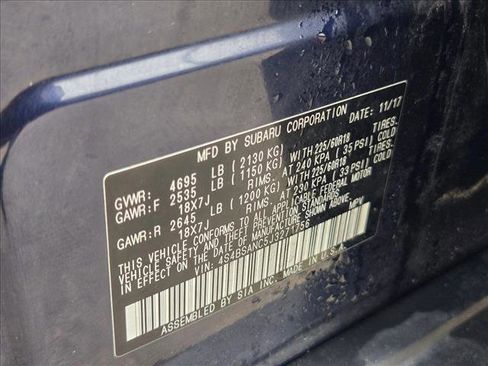 MFD BY SUBARU CORPORATION DATE: 11/17
GVWR: 4695 LB ( 2130 KG)
GAWR: F 2535 LB ( 1150 KG) WITH 225/60R18 TIRES.
18X7J RIMS. AT 240 KPA ( 35 PSI) COLD
GAWR: R 2645 LB ( 1200 KG) WITH 225/60R18 TIRES.
18X7J RIMS. AT 230 KPA ( 33 PSI) COLD
THIS VEHICLE CONFORMS TO ALL APPLICABLE FEDERAL MOTOR
VEHICLE SAFETY AND THEFT PREVENTION
STANDARDS IN EFFECT ON THE DATE OF
MANUFACTURE SHOWN ABOVE.
VIN: MPV
ASSEMBLED BY SIA INC. MADE IN U.S.A.